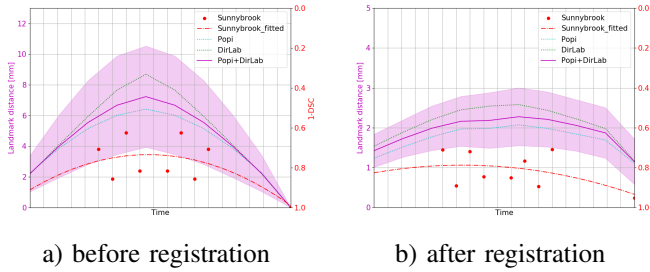 Landmark distance [mm]
12
10
8
6
4
2
0
Sunnybrook
Sunnybrook_fitted
Popi
DirLab
Popi+DirLab
0.0
0.2
0.4
0.6
0.8
1.0
1-DSC
Time
a) before registration
Landmark distance [mm]
5
4
3
2
1
0
Sunnybrook
Sunnybrook_fitted
Popi
DirLab
Popi+DirLab
0.0
0.2
0.4
0.6
0.8
1.0
1-DSC
Time
b) after registration